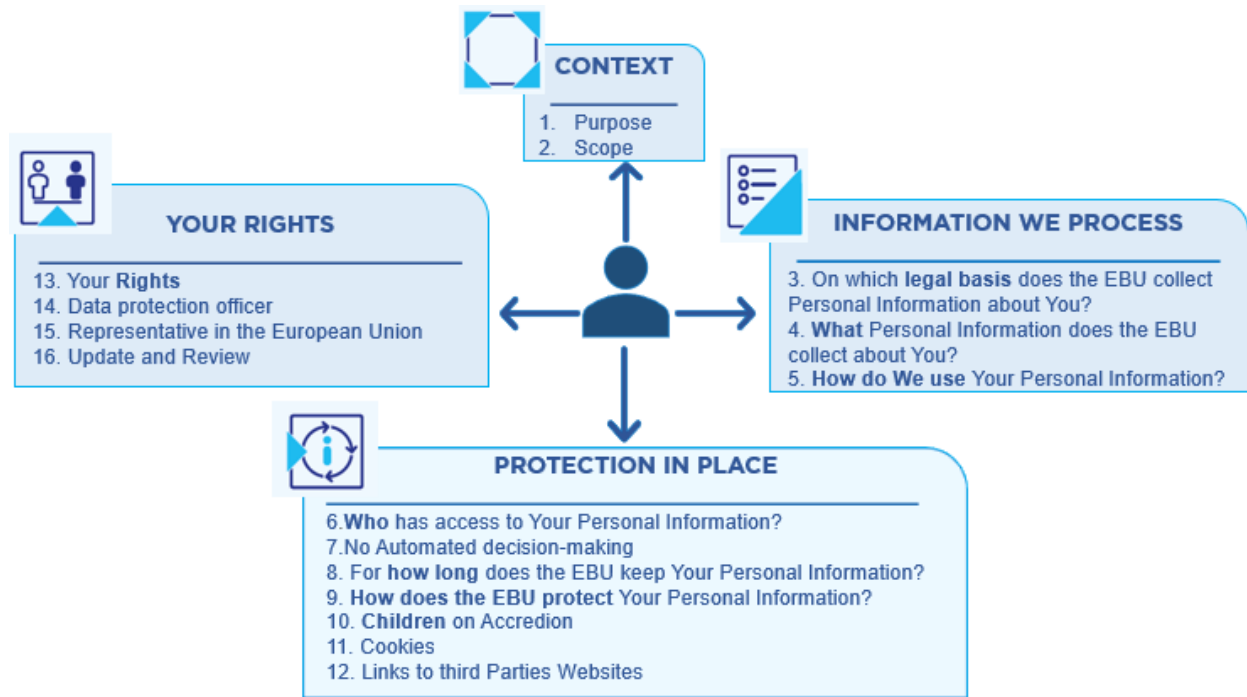 CONTEXT
1. Purpose
2. Scope
YOUR RIGHTS
13. Your Rights
14. Data protection officer
15. Representative in the European Union
16. Update and Review
INFORMATION WE PROCESS
3. On which legal basis does the EBU collect
Personal Information about You?
4. What Personal Information does the EBU
collect about You?
5. How do We use Your Personal Information?
PROTECTION IN PLACE
6.Who has access to Your Personal Information?
7.No Automated decision-making
8. For how long does the EBU keep Your Personal Information?
9. How does the EBU protect Your Personal Information?
10. Children on Accredion
11. Cookies
12. Links to third Parties Websites